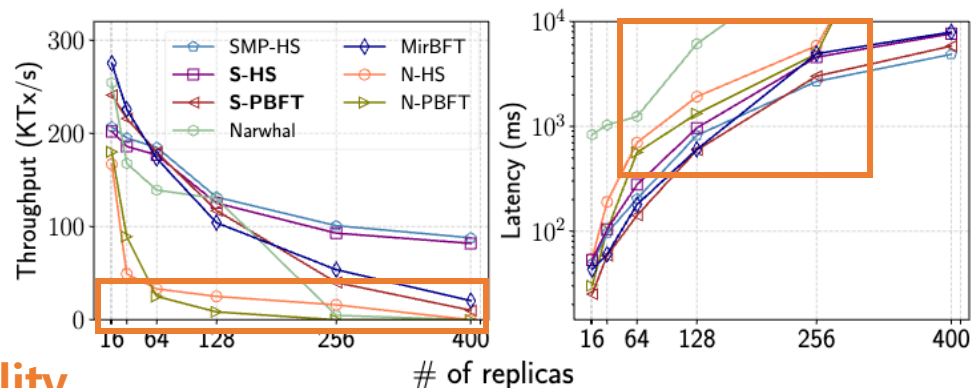 Throughput (KTx/s)
300
200
100
0
SMP-HS
S-HS
S-PBFT
Narwhal
MirBFT
N-HS
N-PBFT
16 64 128 256 400
Latency (ms)
10^4
10^3
10^2
16 64 128 256 400
# of replicas
lity